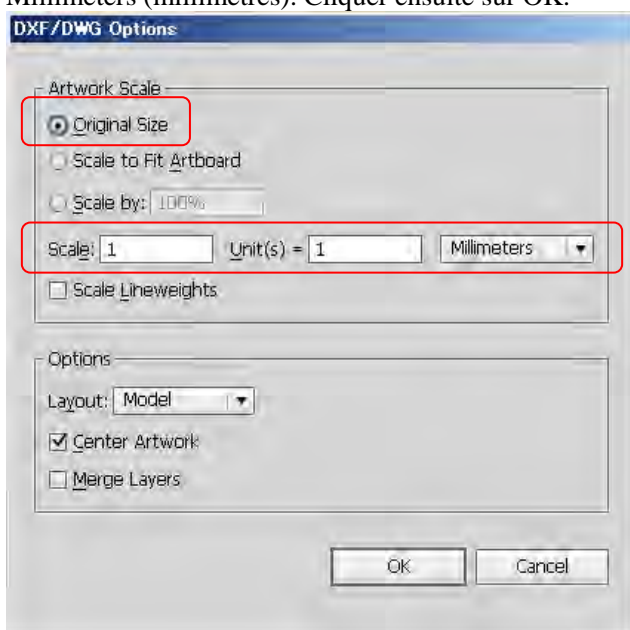 Millimeters (millimètres). Cliquer ensuite sur OK.
DXF/DWG Options
Artwork Scale
Original Size
Scale to Fit Artboard
Scale by: 100%
Scale: 1 Unit(s) = 1 Millimeters
Scale Lineweights
Options
Layout: Model
Center Artwork
Merge Layers
OK Cancel